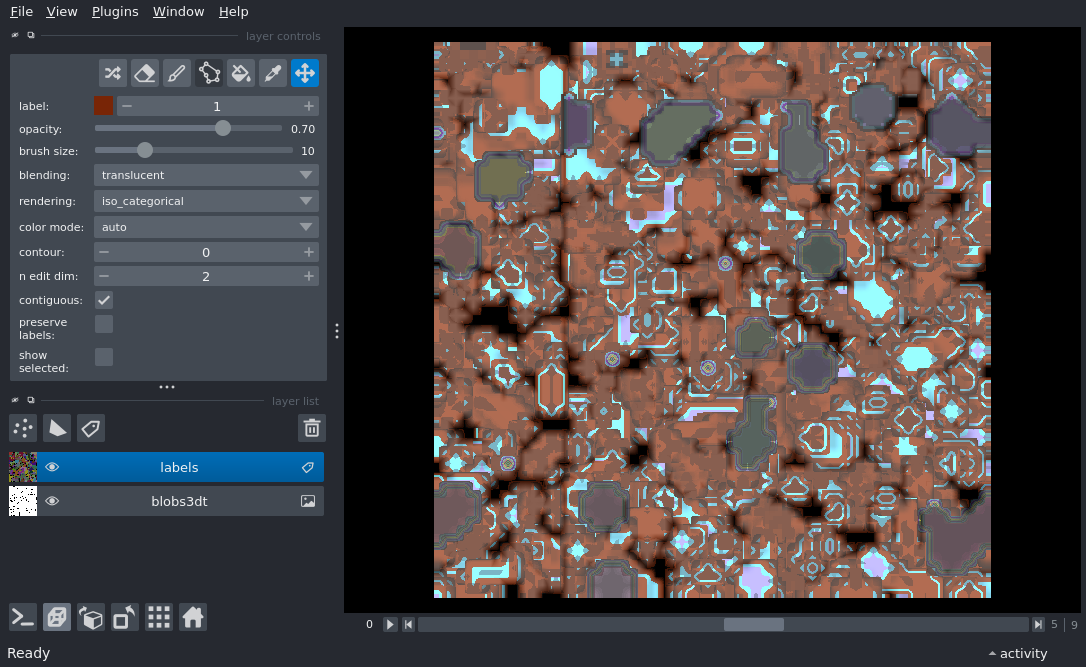 File View Plugins Window Help
layer controls
label: 1
opacity: 0.70
brush size: 10
blending: translucent
rendering: iso_categorical
color mode: auto
contour: 0
n edit dim: 2
contiguous:
preserve
labels:
show
selected:
layer list
labels
blobs3dt
0 5 | 9
Ready activity